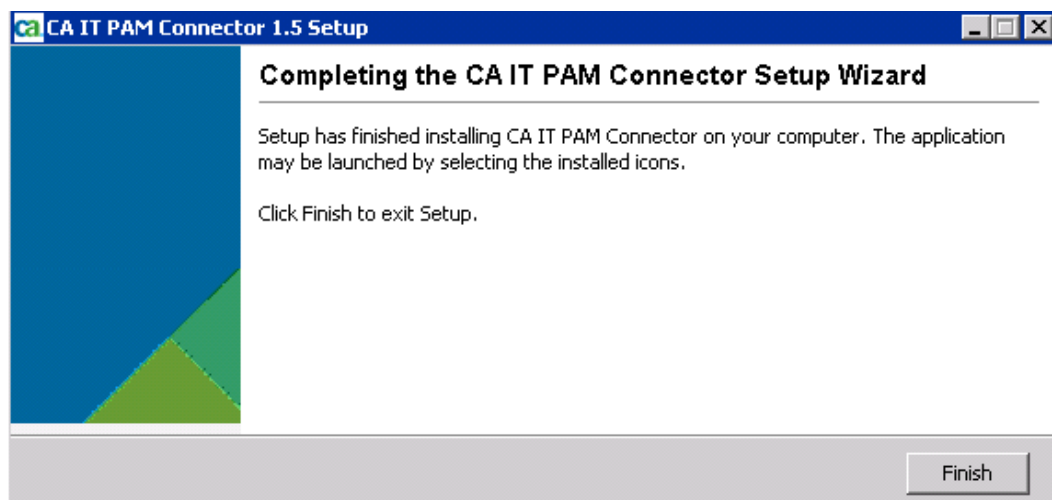 ca CA IT PAM Connector 1.5 Setup
Completing the CA IT PAM Connector Setup Wizard
Setup has finished installing CA IT PAM Connector on your computer. The application
may be launched by selecting the installed icons.
Click Finish to exit Setup.
Finish